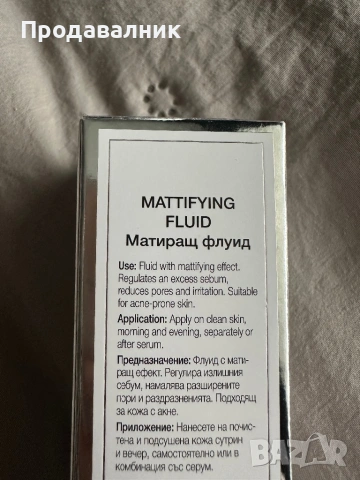 Продавалник
MATTIFYING
FLUID
Матиращ флуид
Use: Fluid with mattifying effect.
Regulates an excess sebum,
reduces pores and irritation. Suitable
for acne-prone skin.
Application: Apply on clean skin,
morning and evening, separately or
after serum.
Предназначение: Флуид с мати-
ращ ефект. Регулира излишния
себум, намалява разширените
пори и раздразненията. Подходящ
за кожа с акне.
Приложение: Нанесете на почис-
тена и подсушена кожа сутрин
и вечер, самостоятелно или в
комбинация със серум.
BAZAR